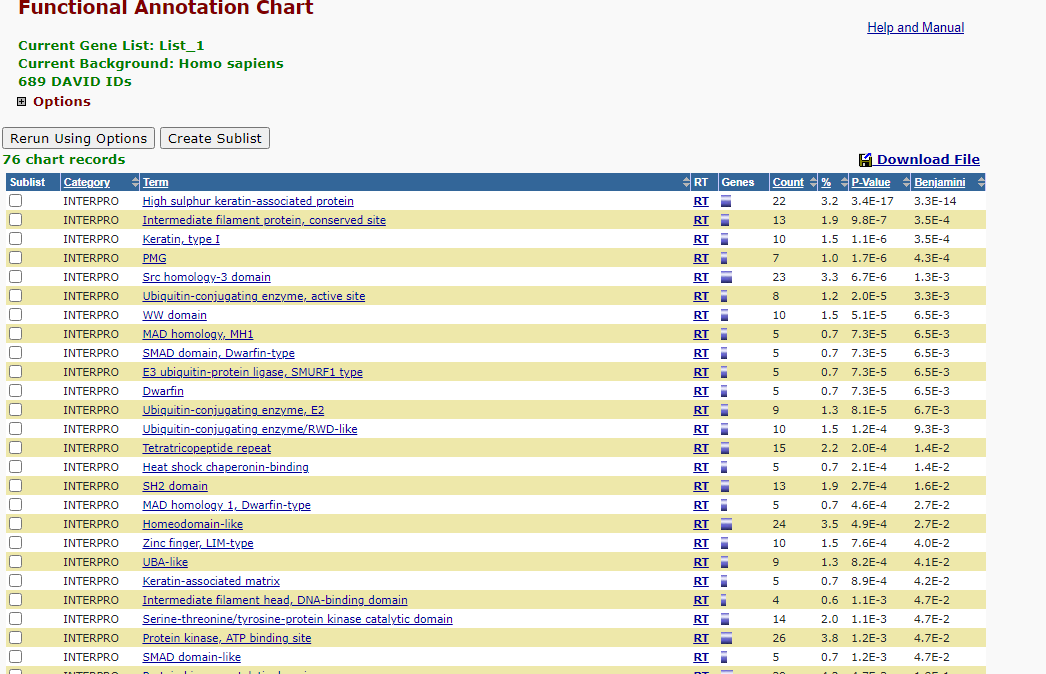 Functional Annotation Chart
Help and Manual
Current Gene List: List_1
Current Background: Homo sapiens
689 DAVID IDs
Options
Rerun Using Options Create Sublist
76 chart records Download File
Sublist Category Term RT Genes Count % P-Value Benjamini
INTERPRO High sulphur keratin-associated protein RT 22 3.2 3.4E-17 3.3E-14
INTERPRO Intermediate filament protein, conserved site RT 13 1.9 9.8E-7 3.5E-4
INTERPRO Keratin, type I RT 10 1.5 1.1E-6 3.5E-4
INTERPRO PMG RT 7 1.0 1.7E-6 4.3E-4
INTERPRO Src homology-3 domain RT 23 3.3 6.7E-6 1.3E-3
INTERPRO Ubiquitin-conjugating enzyme, active site RT 8 1.2 2.0E-5 3.3E-3
INTERPRO WW domain RT 10 1.5 5.1E-5 6.5E-3
INTERPRO MAD homology, MH1 RT 5 0.7 7.3E-5 6.5E-3
INTERPRO SMAD domain, Dwarfin-type RT 5 0.7 7.3E-5 6.5E-3
INTERPRO E3 ubiquitin-protein ligase, SMURF1 type RT 5 0.7 7.3E-5 6.5E-3
INTERPRO Dwarfin RT 5 0.7 7.3E-5 6.5E-3
INTERPRO Ubiquitin-conjugating enzyme, E2 RT 9 1.3 8.1E-5 6.7E-3
INTERPRO Ubiquitin-conjugating enzyme/RWD-like RT 10 1.5 1.2E-4 9.3E-3
INTERPRO Tetratricopeptide repeat RT 15 2.2 2.0E-4 1.4E-2
INTERPRO Heat shock chaperonin-binding RT 5 0.7 2.1E-4 1.4E-2
INTERPRO SH2 domain RT 13 1.9 2.7E-4 1.6E-2
INTERPRO MAD homology 1, Dwarfin-type RT 5 0.7 4.6E-4 2.7E-2
INTERPRO Homeodomain-like RT 24 3.5 4.9E-4 2.7E-2
INTERPRO Zinc finger, LIM-type RT 10 1.5 7.6E-4 4.0E-2
INTERPRO UBA-like RT 9 1.3 8.2E-4 4.1E-2
INTERPRO Keratin-associated matrix RT 5 0.7 8.9E-4 4.2E-2
INTERPRO Intermediate filament head, DNA-binding domain RT 4 0.6 1.1E-3 4.7E-2
INTERPRO Serine-threonine/tyrosine-protein kinase catalytic domain RT 14 2.0 1.1E-3 4.7E-2
INTERPRO Protein kinase, ATP binding site RT 26 3.8 1.2E-3 4.7E-2
INTERPRO SMAD domain-like RT 5 0.7 1.2E-3 4.7E-2